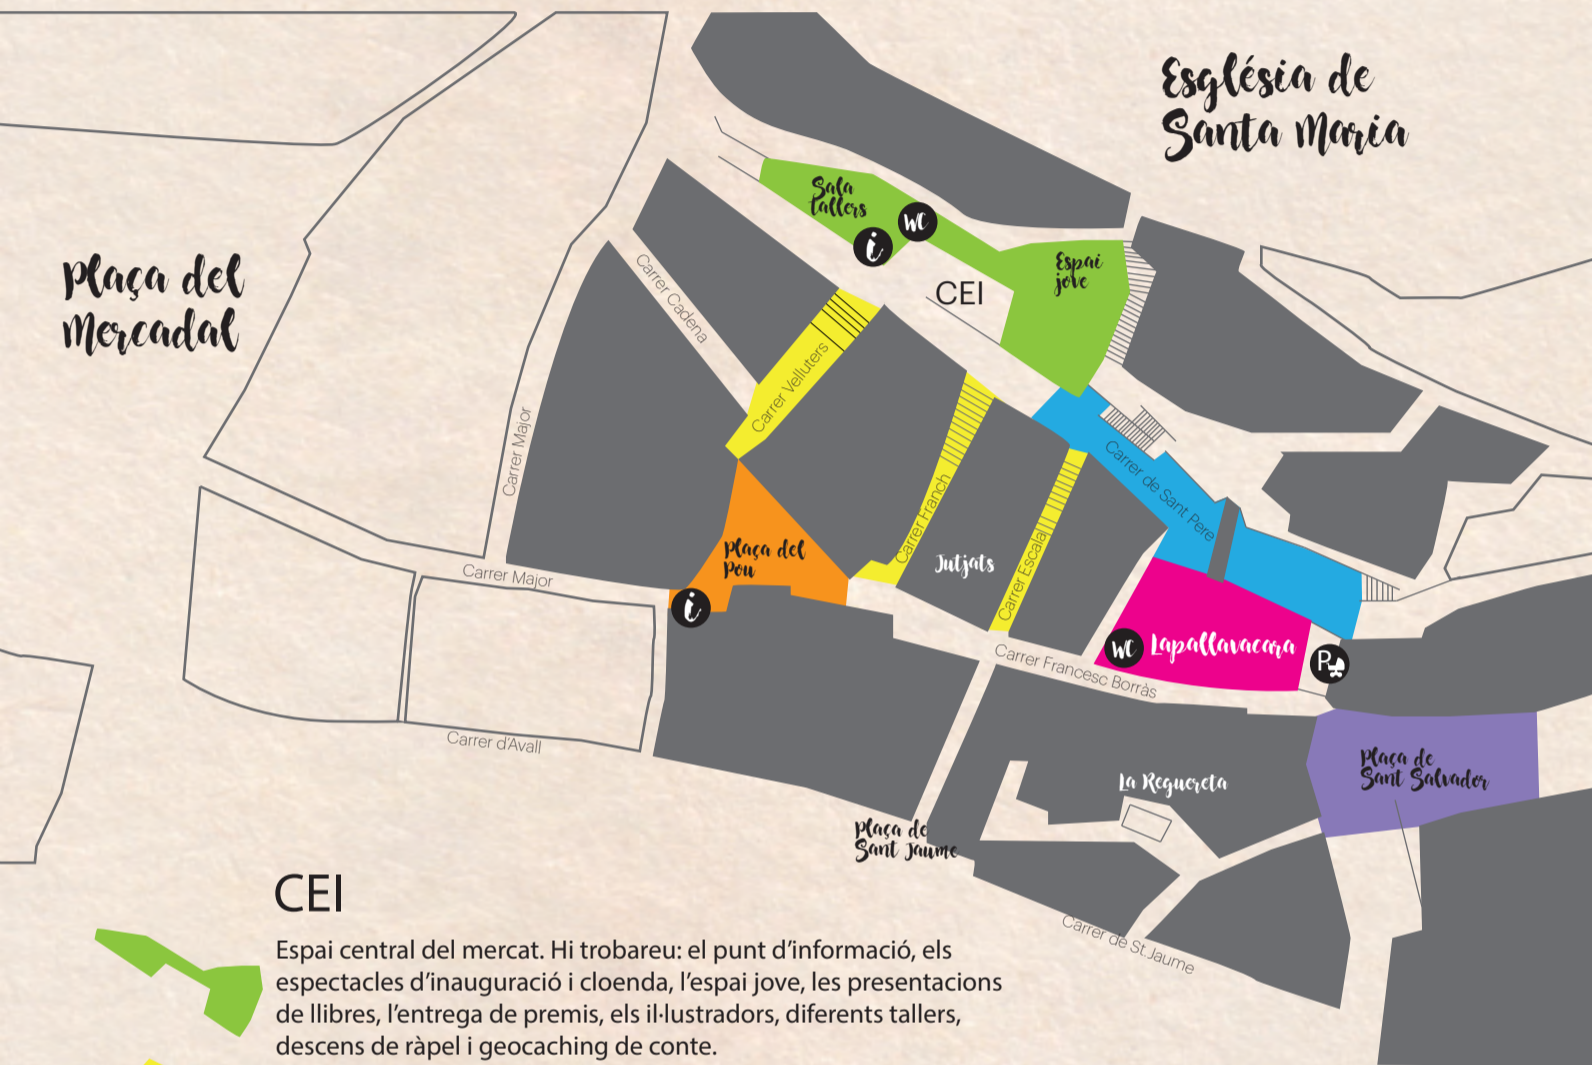 Església de
Santa Maria
Sala
tallers
WC
i
Espai
jove
CEI
Plaça del
Mercadal
Carrer Cadena
Carrer Velluters
Carrer Major
Carrer Franch
Carrer de Sant Pere
Plaça del
Pou
Jutjats
Carrer Escala
Carrer Major
i
WC
Lapallavacara
P
Carrer Francesc Borràs
Carrer d'Avall
Plaça de
Sant Salvador
La Reguereta
Plaça de
Sant Jaume
Carrer de St.Jaume
CEI
Espai central del mercat. Hi trobareu: el punt d’informació, els
espectacles d’inauguració i cloenda, l’espai jove, les presentacions
de llibres, l’entrega de premis, els il·lustradors, diferents tallers,
descens de ràpel i geocaching de conte.